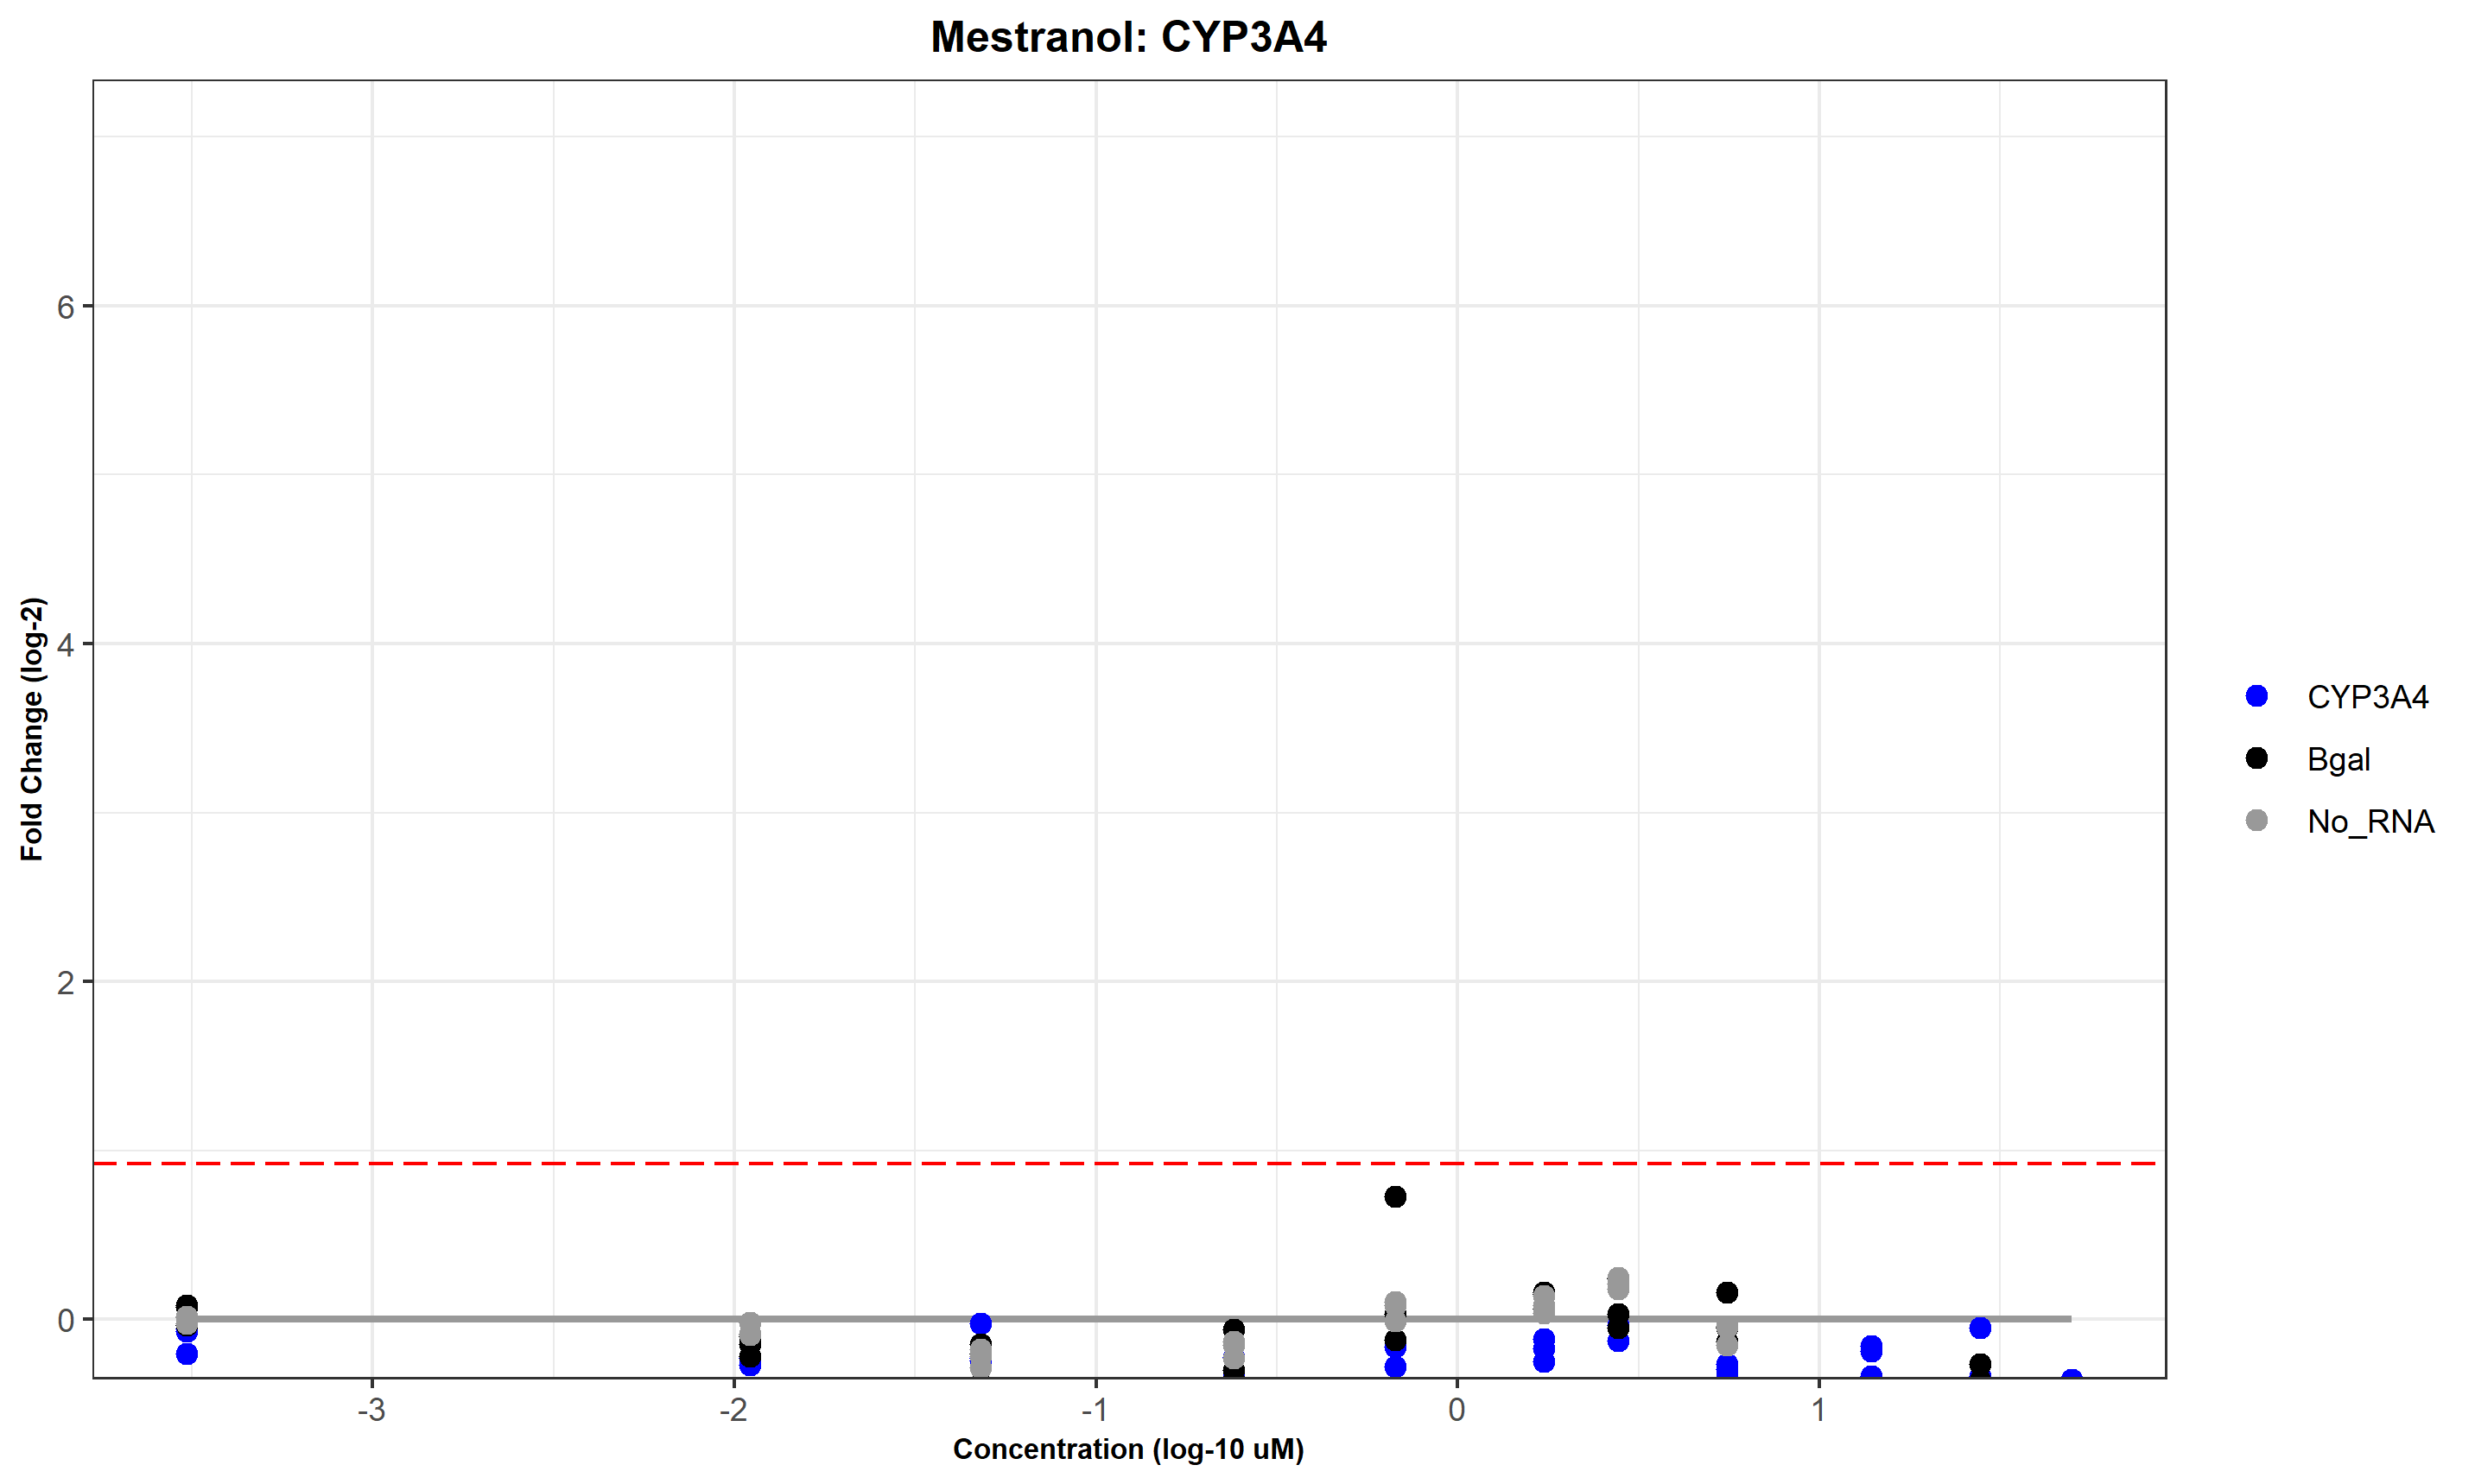 Mestranol: CYP3A4
Fold Change (log-2)
6
4
2
0
-3
-2
-1
0
1
Concentration (log-10 uM)
CYP3A4
Bgal
No_RNA